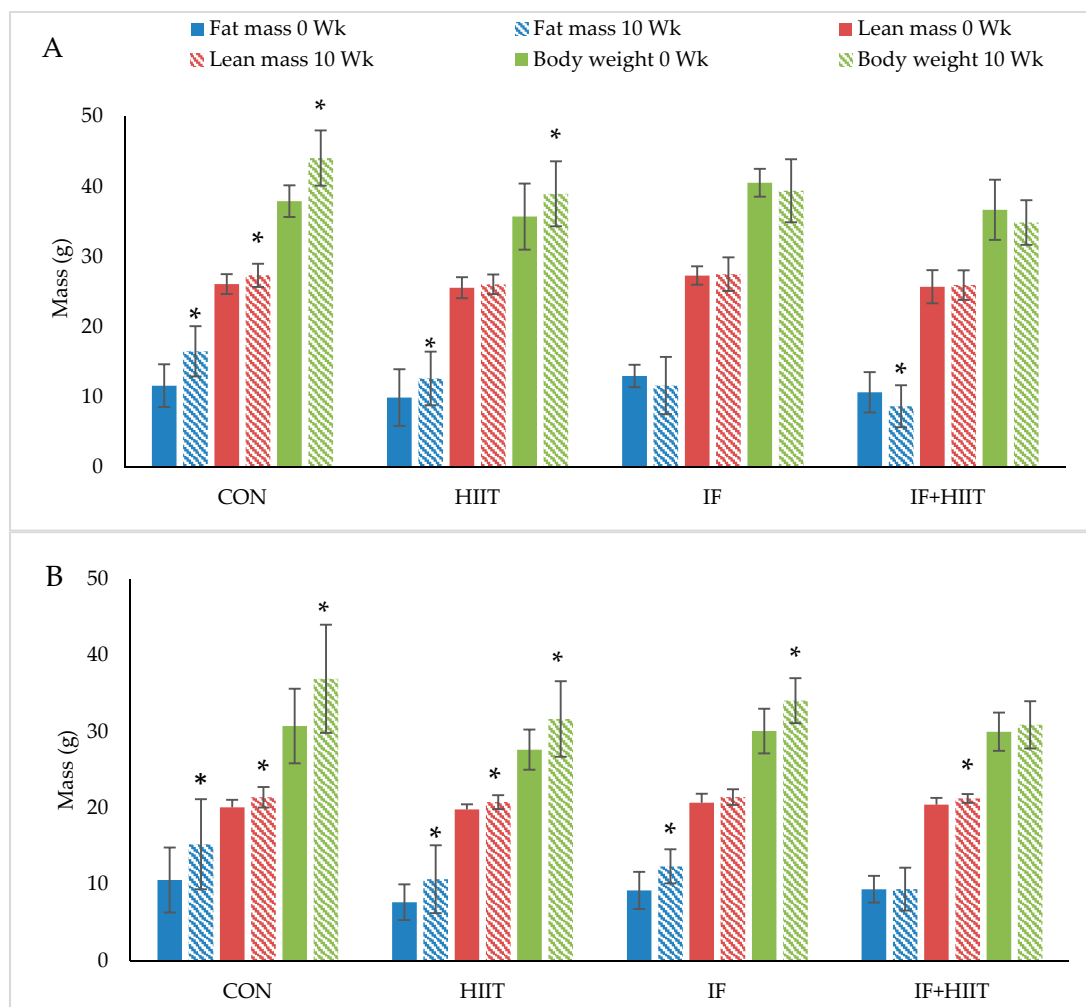 A
Fat mass 0 Wk Fat mass 10 Wk Lean mass 0 Wk
Lean mass 10 Wk Body weight 0 Wk Body weight 10 Wk
Mass (g)
50
40
30
20
10
0
* * * * * *
CON HIIT IF IF+HIIT
B
Mass (g)
50
40
30
20
10
0
* * * * * * * * *
CON HIIT IF IF+HIIT